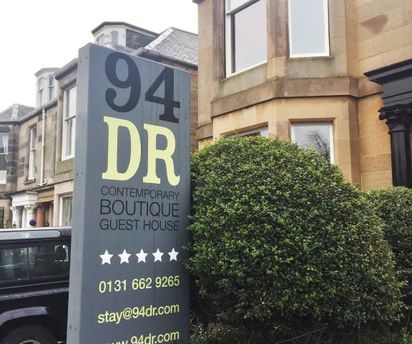 94
DR
CONTEMPORARY
BOUTIQUE
GUEST HOUSE
0131 662 9265
stay@94dr.com
www.94dr.com